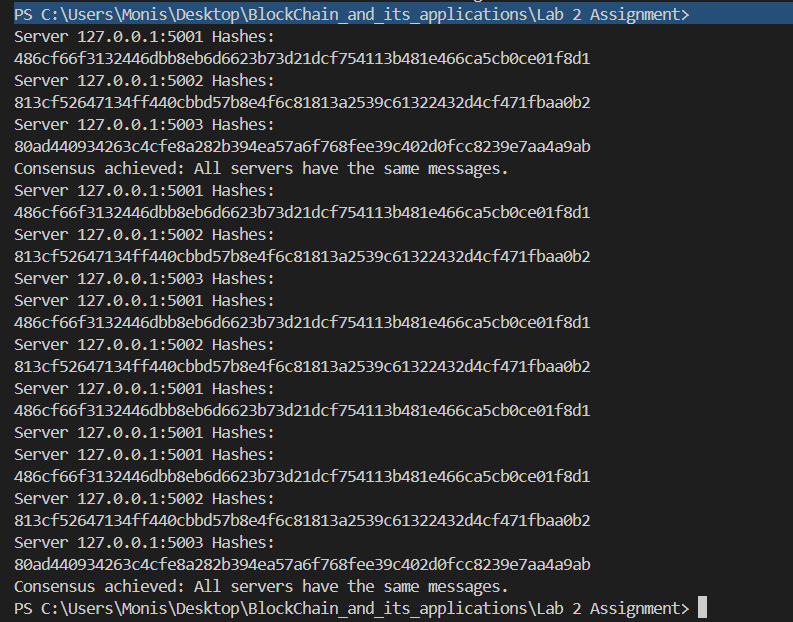 PS C:\Users\Monis\Desktop\BlockChain_and_its_applications\Lab 2 Assignment>
Server 127.0.0.1:5001 Hashes:
486cf66f3132446dbb8eb6d6623b73d21dcf754113b481e466ca5cb0ce01f8d1
Server 127.0.0.1:5002 Hashes:
813cf52647134ff440cbbd57b8e4f6c81813a2539c61322432d4cf471fbaa0b2
Server 127.0.0.1:5003 Hashes:
80ad440934263c4cfe8a282b394ea57a6f768fee39c402d0fcc8239e7aa4a9ab
Consensus achieved: All servers have the same messages.
Server 127.0.0.1:5001 Hashes:
486cf66f3132446dbb8eb6d6623b73d21dcf754113b481e466ca5cb0ce01f8d1
Server 127.0.0.1:5002 Hashes:
813cf52647134ff440cbbd57b8e4f6c81813a2539c61322432d4cf471fbaa0b2
Server 127.0.0.1:5003 Hashes:
Server 127.0.0.1:5001 Hashes:
486cf66f3132446dbb8eb6d6623b73d21dcf754113b481e466ca5cb0ce01f8d1
Server 127.0.0.1:5002 Hashes:
813cf52647134ff440cbbd57b8e4f6c81813a2539c61322432d4cf471fbaa0b2
Server 127.0.0.1:5001 Hashes:
486cf66f3132446dbb8eb6d6623b73d21dcf754113b481e466ca5cb0ce01f8d1
Server 127.0.0.1:5001 Hashes:
Server 127.0.0.1:5001 Hashes:
486cf66f3132446dbb8eb6d6623b73d21dcf754113b481e466ca5cb0ce01f8d1
Server 127.0.0.1:5002 Hashes:
813cf52647134ff440cbbd57b8e4f6c81813a2539c61322432d4cf471fbaa0b2
Server 127.0.0.1:5003 Hashes:
80ad440934263c4cfe8a282b394ea57a6f768fee39c402d0fcc8239e7aa4a9ab
Consensus achieved: All servers have the same messages.
PS C:\Users\Monis\Desktop\BlockChain_and_its_applications\Lab 2 Assignment>